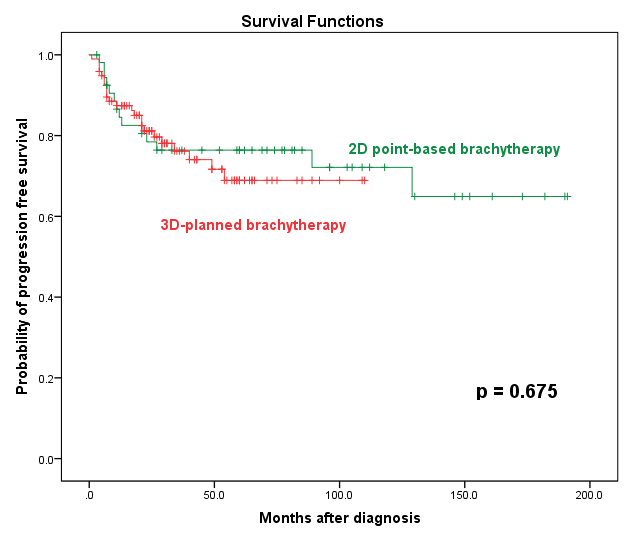 Survival Functions
1.0
0.8
0.6
0.4
0.2
0.0
Probability of progression free survival
2D point-based brachytherapy
3D-planned brachytherapy
p = 0.675
.0 50.0 100.0 150.0 200.0
Months after diagnosis